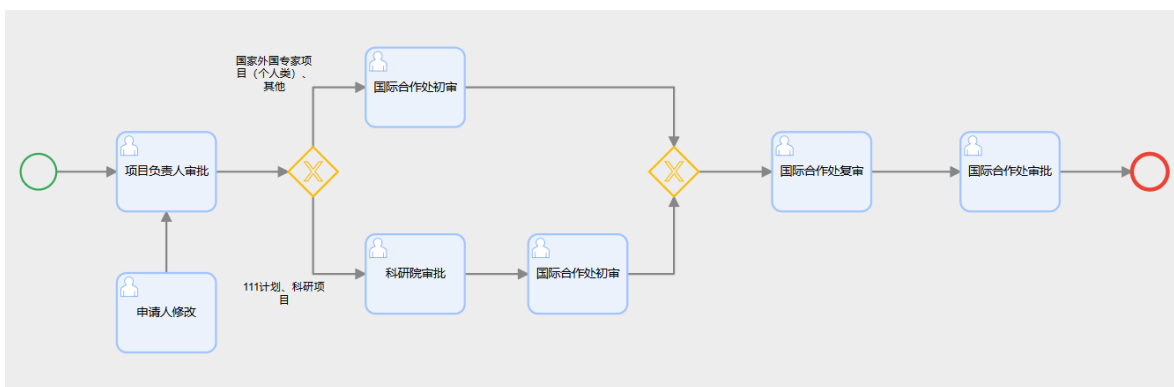 国家外国专家项
目（个人类）、
其他
国际合作处初审
项目负责人审批
国际合作处复审
国际合作处审批
科研院审批
国际合作处初审
111计划、科研项
目
申请人修改